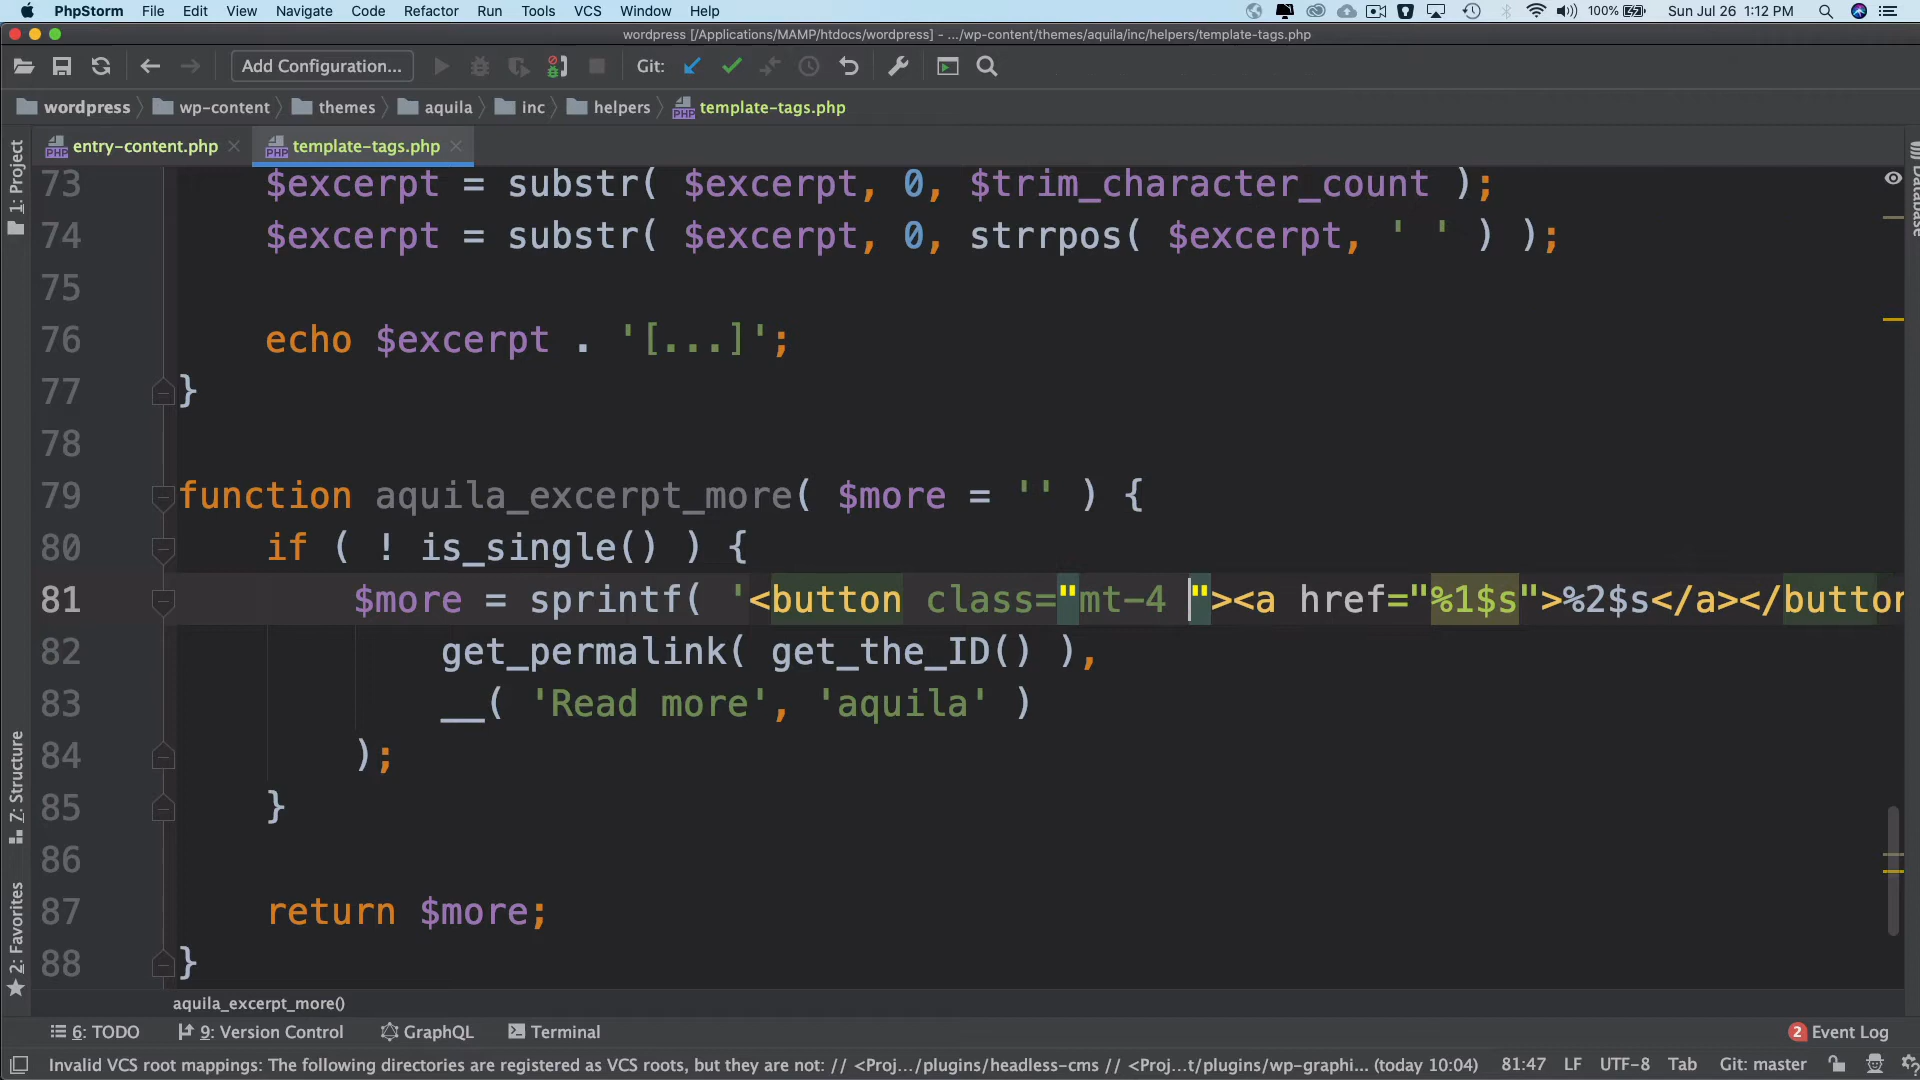 PhpStorm File Edit View Navigate Code Refactor Run Tools VCS Window Help 100% Sun Jul 26 1:12 PM
wordpress [/Applications/MAMP/htdocs/wordpress] - .../wp-content/themes/aquila/inc/helpers/template-tags.php
Add Configuration... Git:
wordpress wp-content themes aquila inc helpers template-tags.php
entry-content.php template-tags.php
1: Project
Database
73 $excerpt = substr( $excerpt, 0, $trim_character_count );
74 $excerpt = substr( $excerpt, 0, strrpos( $excerpt, ' ' ) );
75
76 echo $excerpt . '[...]';
77 }
78
79 function aquila_excerpt_more( $more = '' ) {
80 if ( ! is_single() ) {
81 $more = sprintf( '<button class="mt-4 "><a href="%1$s">%2$s</a></button
82 get_permalink( get_the_ID() ),
83 __( 'Read more', 'aquila' )
84 );
85 }
86
87 return $more;
88 }
7: Structure
2: Favorites
aquila_excerpt_more()
6: TODO 9: Version Control GraphQL Terminal 2 Event Log
Invalid VCS root mappings: The following directories are registered as VCS roots, but they are not: // <Proj.../plugins/headless-cms // <Proj...t/plugins/wp-graphi... (today 10:04) 81:47 LF UTF-8 Tab Git: master